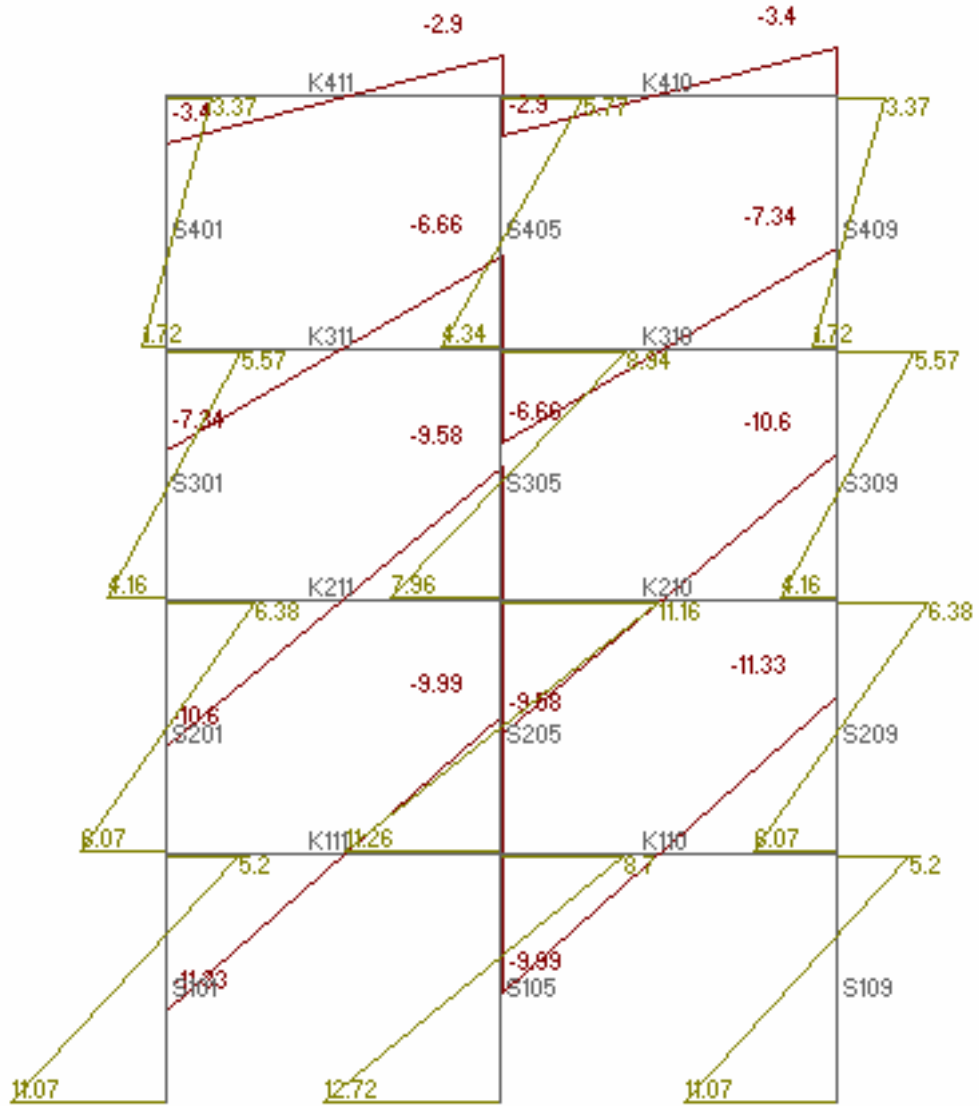 -2.9
-3.4
K411
K410
-3.4
3.37
-2.9
5.77
3.37
S401
-6.66
S405
-7.34
S409
1.72
K311
4.34
K310
1.72
5.57
8.94
5.57
-7.34
-9.58
-6.66
-10.6
S301
S305
S309
4.16
K211
7.96
K210
4.16
6.38
11.16
6.38
-10.6
-9.99
-9.58
-11.33
S201
S205
S209
6.07
K111
11.26
K110
6.07
5.2
8.7
5.2
-11.33
-9.99
S101
S105
S109
11.07
12.72
11.07